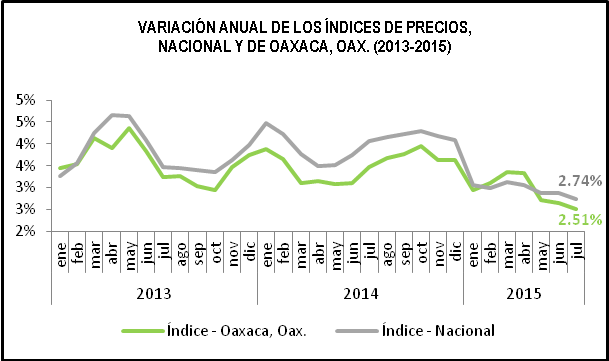 VARIACIÓN ANUAL DE LOS ÍNDICES DE PRECIOS,
NACIONAL Y DE OAXACA, OAX. (2013-2015)
5%
5%
4%
4%
3%
3%
2%
2.74%
2.51%
ene feb mar abr may jun jul ago sep oct nov dic ene feb mar abr may jun jul ago sep oct nov dic ene feb mar abr may jun jul
2013 2014 2015
Índice - Oaxaca, Oax. Índice - Nacional